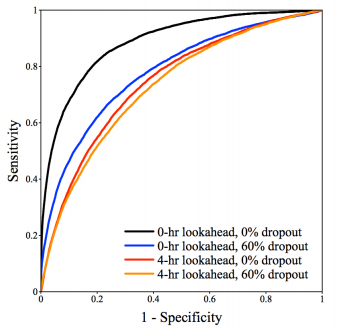 1
0.8
0.6
0.4
0.2
0
Sensitivity
0-hr lookahead, 0% dropout
0-hr lookahead, 60% dropout
4-hr lookahead, 0% dropout
4-hr lookahead, 60% dropout
0 0.2 0.4 0.6 0.8 1
1 - Specificity